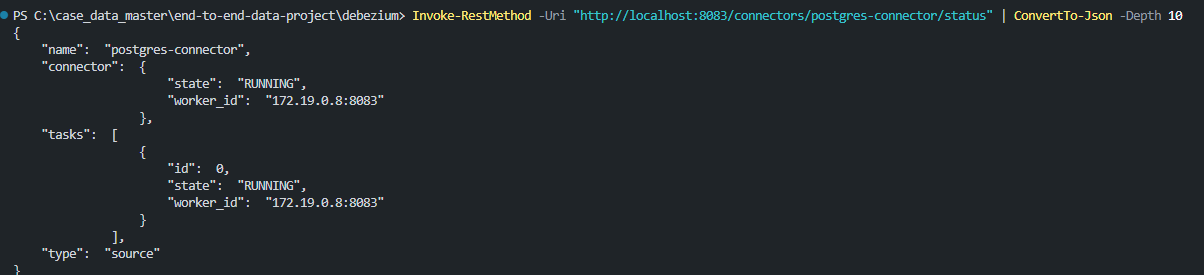 PS C:\case_data_master\end-to-end-data-project\debezium> Invoke-RestMethod -Uri "http://localhost:8083/connectors/postgres-connector/status" | ConvertTo-Json -Depth 10
{
    "name":  "postgres-connector",
    "connector":  {
                      "state":  "RUNNING",
                      "worker_id":  "172.19.0.8:8083"
                  },
    "tasks":  [
                  {
                      "id":  0,
                      "state":  "RUNNING",
                      "worker_id":  "172.19.0.8:8083"
                  }
              ],
    "type":  "source"
}